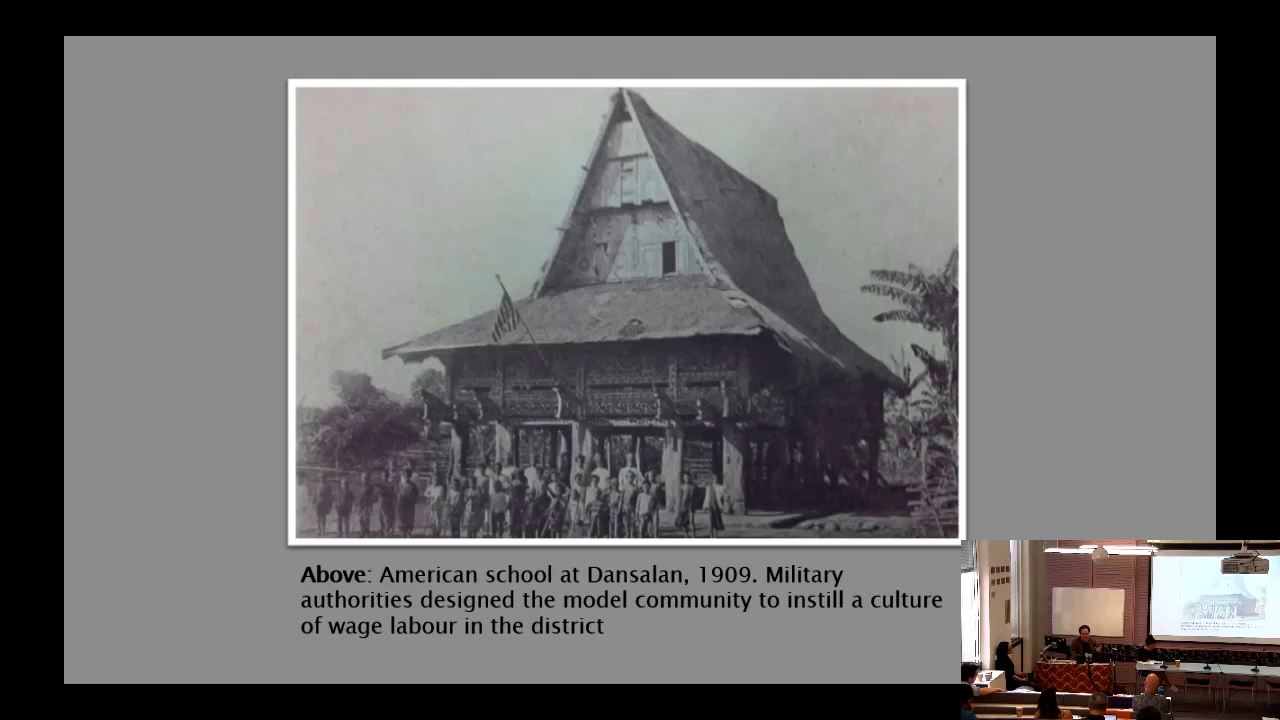 Above: American school at Dansalan, 1909. Military
authorities designed the model community to instill a culture
of wage labour in the district